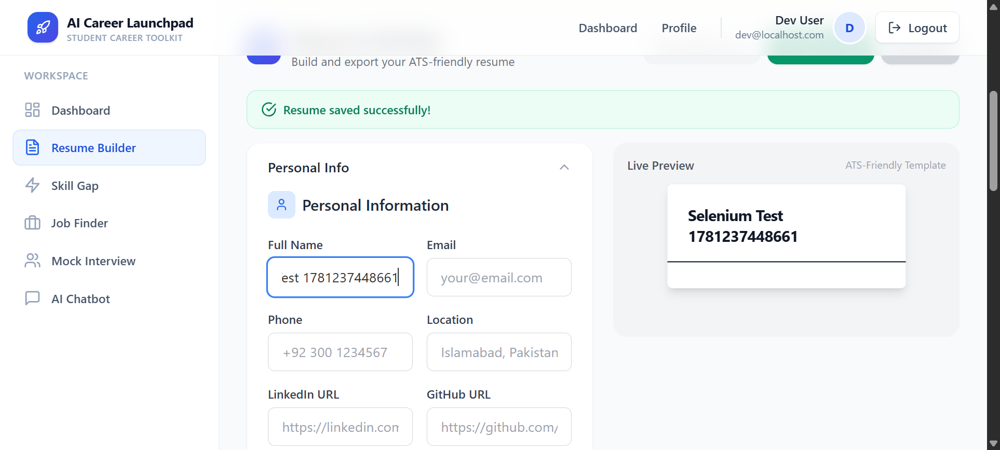 AI Career Launchpad
STUDENT CAREER TOOLKIT
Dashboard
Profile
Dev User
dev@localhost.com
D
Logout
WORKSPACE
Dashboard
Resume Builder
Skill Gap
Job Finder
Mock Interview
AI Chatbot
Build and export your ATS-friendly resume
Resume saved successfully!
Personal Info
Personal Information
Full Name
est 1781237448661
Email
your@email.com
Phone
+92 300 1234567
Location
Islamabad, Pakistan
LinkedIn URL
https://linkedin.com
GitHub URL
https://github.com/
Live Preview
ATS-Friendly Template
Selenium Test
1781237448661